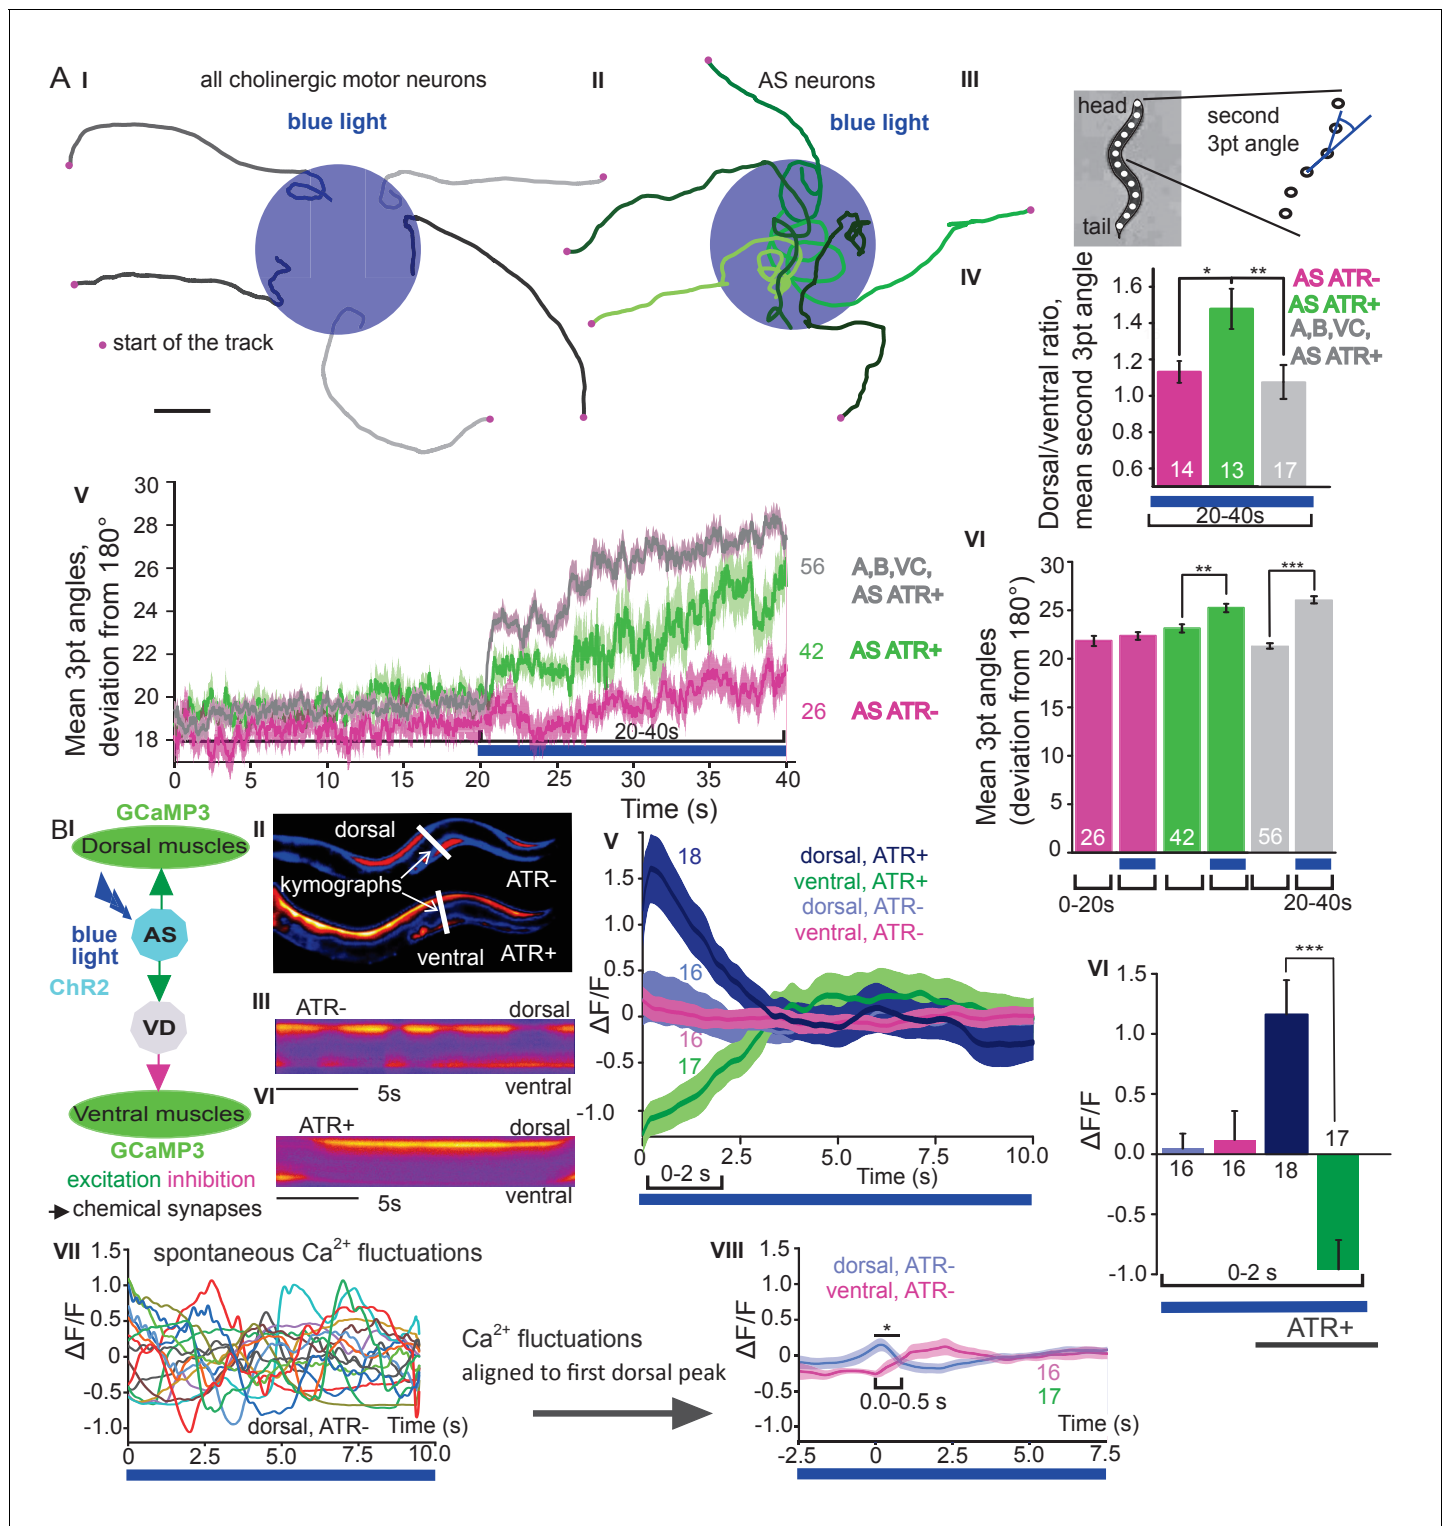 A I
all cholinergic motor neurons
blue light
start of the track
II
AS neurons
blue light
III
head
tail
second
3pt angle
IV
Dorsal/ventral ratio,
mean second 3pt angle
1.6
1.4
1.2
1.0
0.8
0.6
* **
14 13 17
20-40s
AS ATR-
AS ATR+
A,B,VC,
AS ATR+
V
Mean 3pt angles,
deviation from 180°
30
28
26
24
22
20
18
20-40s
0 5 10 15 20 25 30 35 40
Time (s)
56 A,B,VC,
AS ATR+
42 AS ATR+
26 AS ATR-
VI
Mean 3pt angles
(deviation from 180°)
30
25
20
15
10
5
0
** ***
26 42 56
0-20s 20-40s
B I
GCaMP3
Dorsal muscles
blue
light
ChR2
AS
VD
Ventral muscles
GCaMP3
excitation inhibition
chemical synapses
II
dorsal
kymographs
ATR-
ventral
ATR+
III
ATR- dorsal
5s ventral
VI
ATR+ dorsal
5s ventral
V
ΔF/F
1.5
1.0
0.5
0
-0.5
-1.0
18
16
16
17
dorsal, ATR+
ventral, ATR+
dorsal, ATR-
ventral, ATR-
0 2.5 5.0 7.5 10.0
Time (s)
0-2 s
VI
ΔF/F
1.5
1.0
0.5
0.0
-0.5
-1.0
***
16 16 18 17
0-2 s
ATR+
VII
spontaneous Ca2+ fluctuations
ΔF/F
1.5
1.0
0.5
0
-0.5
-1.0
dorsal, ATR-
Time (s)
0 2.5 5.0 7.5 10.0
Ca2+ fluctuations
aligned to first dorsal peak
VIII
ΔF/F
1.5
1.0
0.5
0
-0.5
-1.0
dorsal, ATR-
ventral, ATR-
*
0.0-0.5 s
16
17
Time (s)
-2.5 0 2.5 5.0 7.5